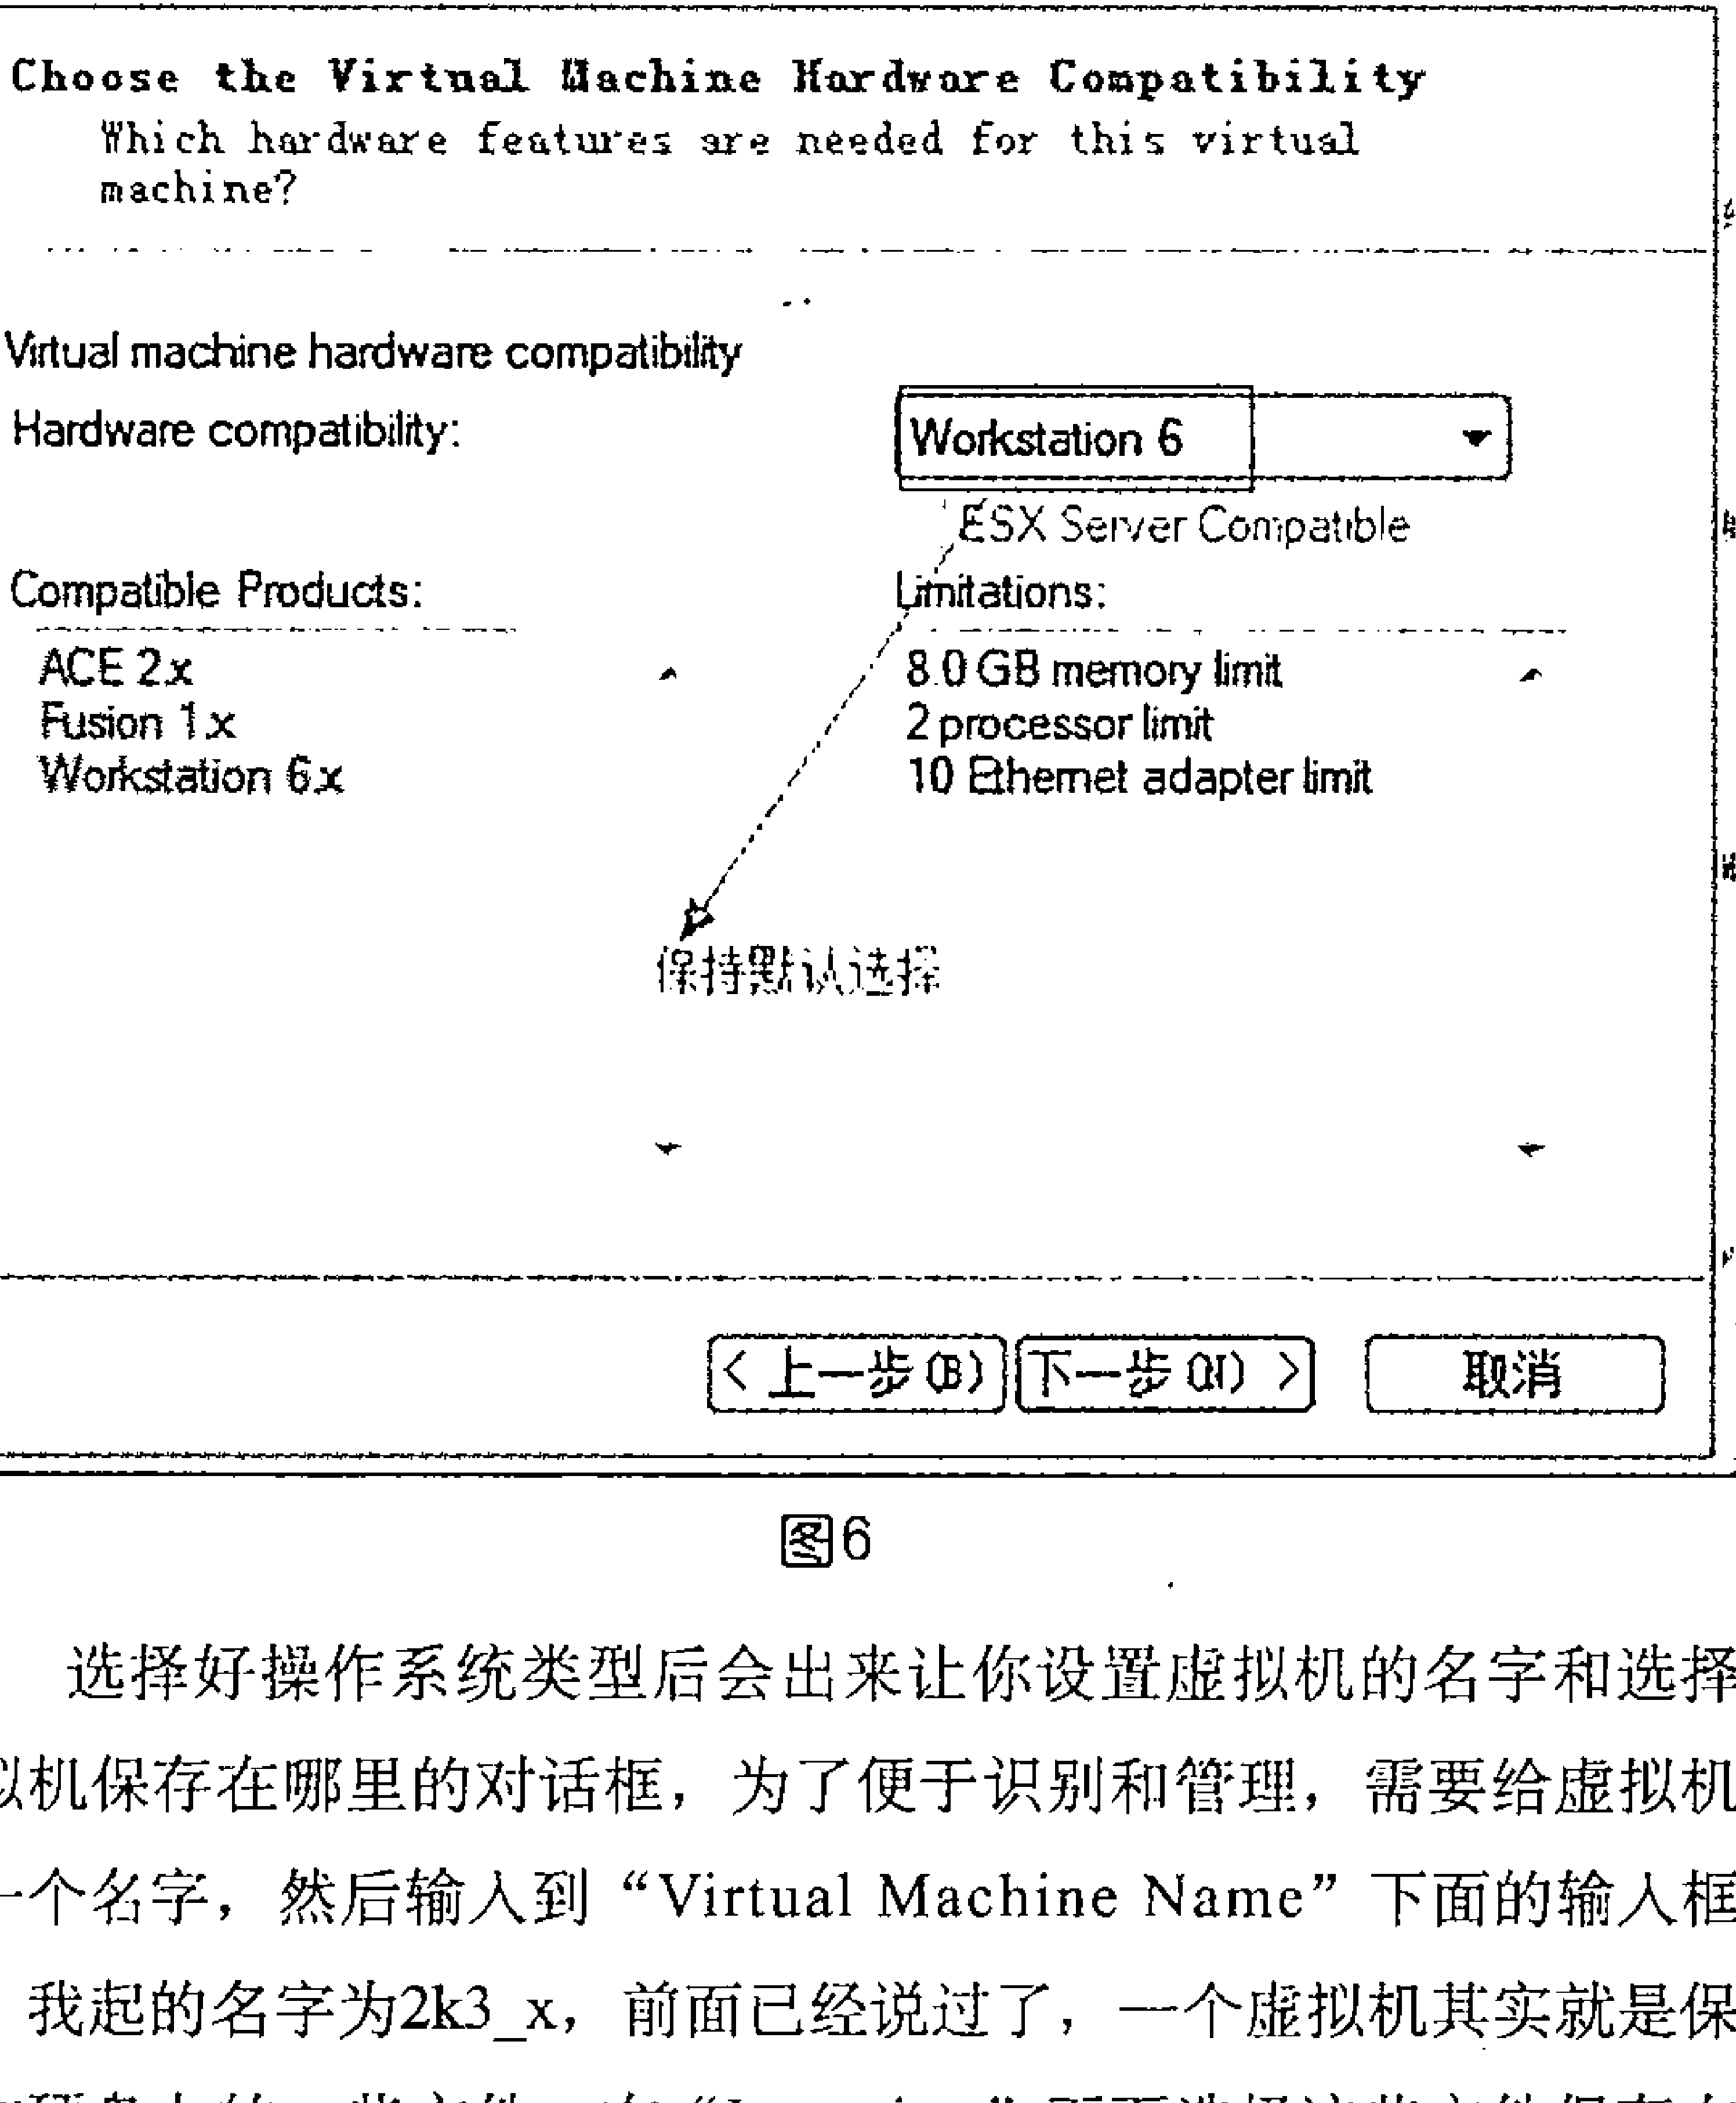 Choose the Virtual Machine Hardware Compatibility
Which hardware features are needed for this virtual
machine?
Virtual machine hardware compatibility
Hardware compatibility:
Workstation 6
ESX Server Compatible
Compatible Products:
Limitations:
ACE 2.x
8.0 GB memory limit
Fusion 1.x
2 processor limit
Workstation 6.x
10 Ethernet adapter limit
保持默认选择
< 上一步(B)
下一步(N) >
取消
图6
选择好操作系统类型后会出来让你设置虚拟机的名字和选择
拟机保存在哪里的对话框，为了便于识别和管理，需要给虚拟机
一个名字，然后输入到“Virtual Machine Name”下面的输入框
我起的名字为2k3_x，前面已经说过了，一个虚拟机其实就是保